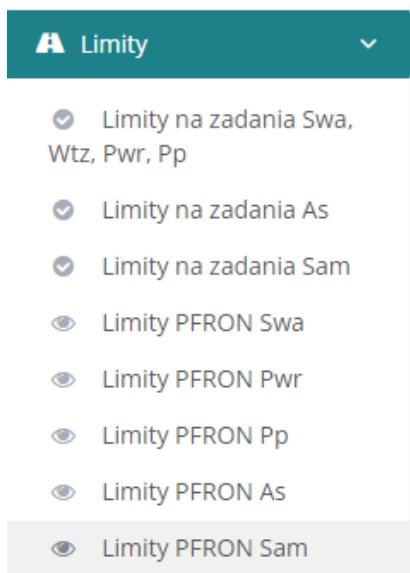 Limity
Limity na zadania Swa,
Wtz, Pwr, Pp
Limity na zadania As
Limity na zadania Sam
Limity PFRON Swa
Limity PFRON Pwr
Limity PFRON Pp
Limity PFRON As
Limity PFRON Sam